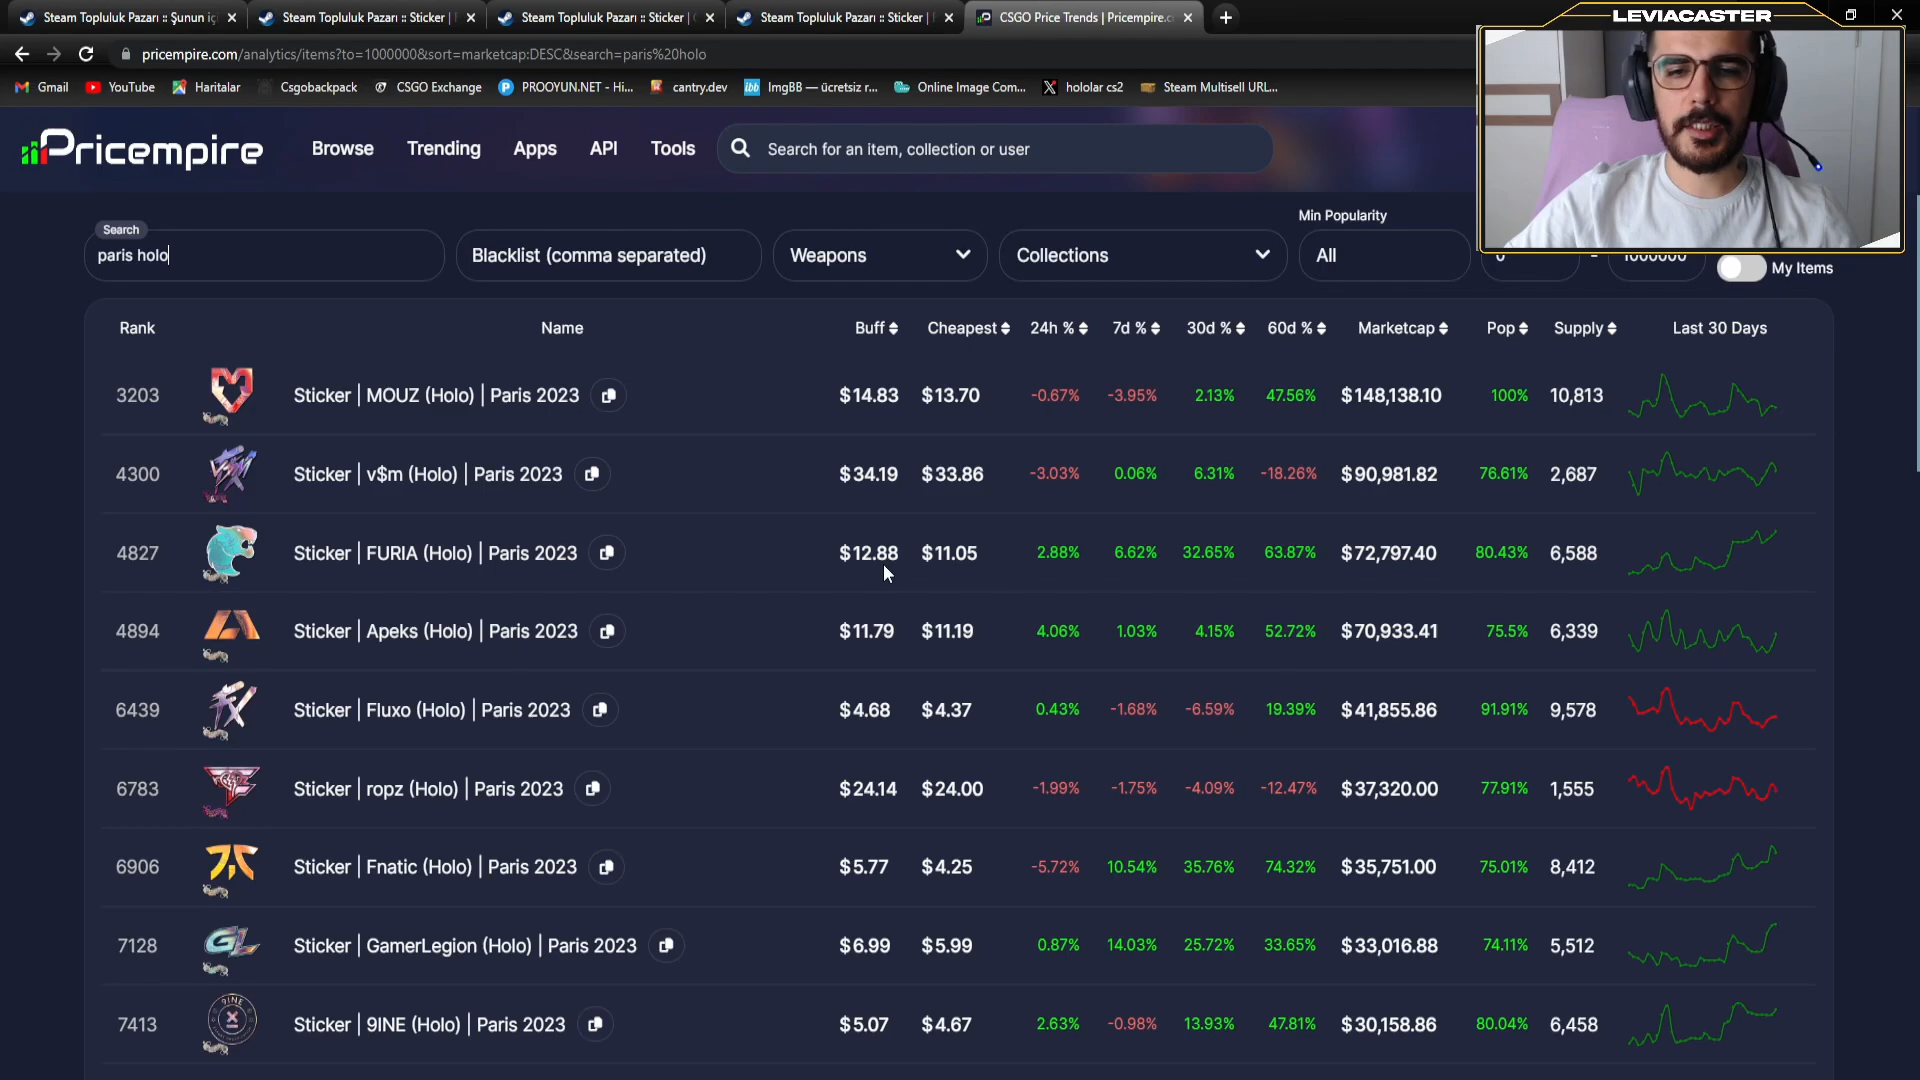 Steam Topluluk Pazarı :: Şunun iç
Steam Topluluk Pazarı :: Sticker |
Steam Topluluk Pazarı :: Sticker |
Steam Topluluk Pazarı :: Sticker |
CSGO Price Trends | Pricempire.c
LEVIACASTER
pricempire.com/analytics/items?to=1000000&sort=marketcap:DESC&search=paris%20holo
Gmail YouTube Haritalar Csgobackpack CSGO Exchange PROOYUN.NET - Hi... cantry.dev ImgBB — ücretsiz r... Online Image Com... hololar cs2 Steam Multisell URL...
Pricempire Browse Trending Apps API Tools Search for an item, collection or user
Search
paris holo
Blacklist (comma separated)
Weapons
Collections
Min Popularity
All
0 - 1000000
My Items
Rank Name Buff Cheapest 24h % 7d % 30d % 60d % Marketcap Pop Supply Last 30 Days
3203 Sticker | MOUZ (Holo) | Paris 2023 $14.83 $13.70 -0.67% -3.95% 2.13% 47.56% $148,138.10 100% 10,813
4300 Sticker | v$m (Holo) | Paris 2023 $34.19 $33.86 -3.03% 0.06% 6.31% -18.26% $90,981.82 76.61% 2,687
4827 Sticker | FURIA (Holo) | Paris 2023 $12.88 $11.05 2.88% 6.62% 32.65% 63.87% $72,797.40 80.43% 6,588
4894 Sticker | Apeks (Holo) | Paris 2023 $11.79 $11.19 4.06% 1.03% 4.15% 52.72% $70,933.41 75.5% 6,339
6439 Sticker | Fluxo (Holo) | Paris 2023 $4.68 $4.37 0.43% -1.68% -6.59% 19.39% $41,855.86 91.91% 9,578
6783 Sticker | ropz (Holo) | Paris 2023 $24.14 $24.00 -1.99% -1.75% -4.09% -12.47% $37,320.00 77.91% 1,555
6906 Sticker | Fnatic (Holo) | Paris 2023 $5.77 $4.25 -5.72% 10.54% 35.76% 74.32% $35,751.00 75.01% 8,412
7128 Sticker | GamerLegion (Holo) | Paris 2023 $6.99 $5.99 0.87% 14.03% 25.72% 33.65% $33,016.88 74.11% 5,512
7413 Sticker | 9INE (Holo) | Paris 2023 $5.07 $4.67 2.63% -0.98% 13.93% 47.81% $30,158.86 80.04% 6,458